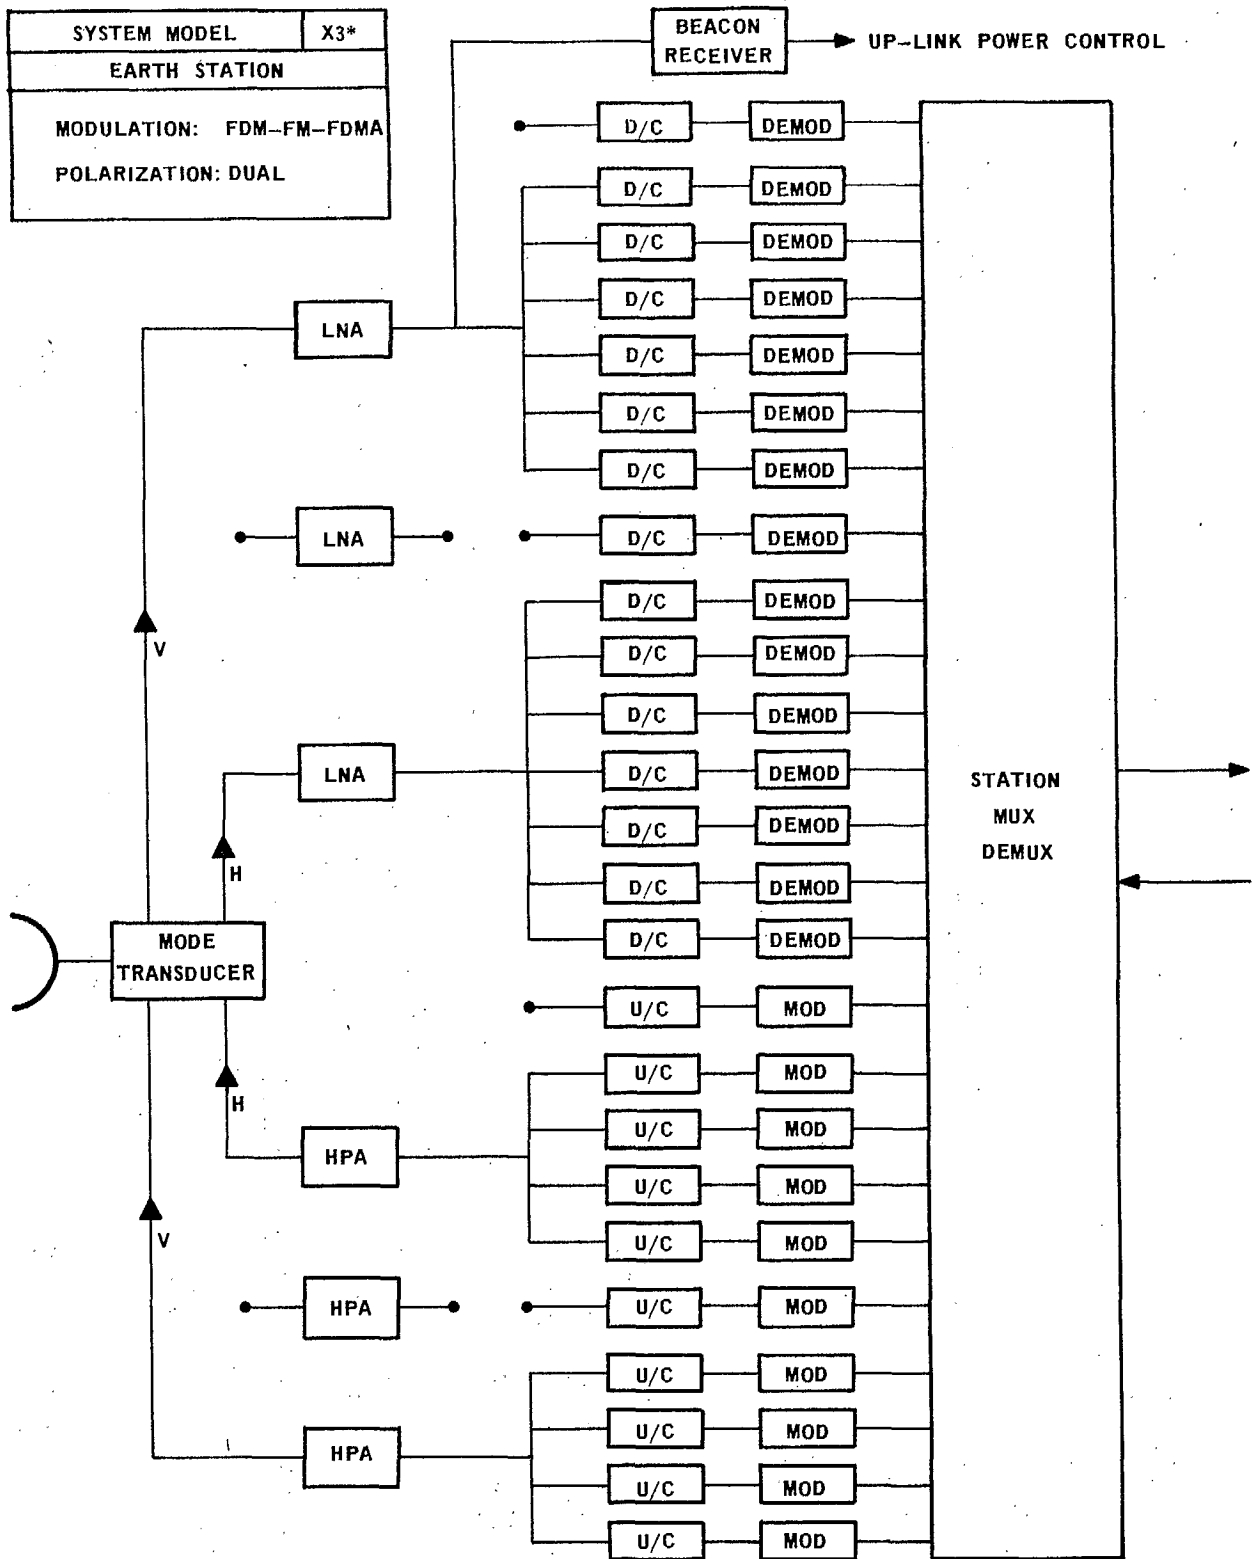 SYSTEM MODEL X3*
EARTH STATION
MODULATION: FDM-FM-FDMA
POLARIZATION: DUAL
BEACON
RECEIVER
UP-LINK POWER CONTROL
D/C DEMOD
D/C DEMOD
D/C DEMOD
D/C DEMOD
LNA
D/C DEMOD
D/C DEMOD
D/C DEMOD
LNA D/C DEMOD
D/C DEMOD
V
D/C DEMOD
D/C DEMOD
LNA D/C DEMOD
D/C DEMOD
H
D/C DEMOD
D/C DEMOD
STATION
MUX
DEMUX
MODE
TRANSDUCER
U/C MOD
U/C MOD
H
U/C MOD
HPA
U/C MOD
V
U/C MOD
HPA U/C MOD
U/C MOD
U/C MOD
HPA
U/C MOD
U/C MOD